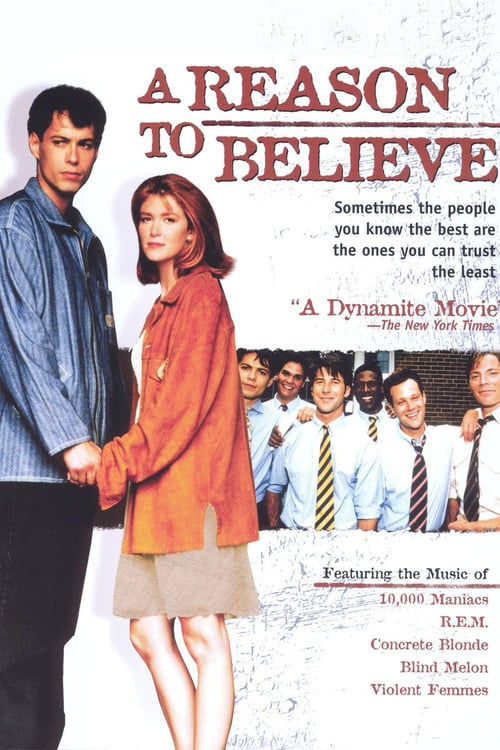 A REASON
TO BELIEVE
Sometimes the people
you know the best are
the ones you can trust
the least
"A Dynamite Movie
—The New York Times
Featuring the Music of
10,000 Maniacs
R.E.M.
Concrete Blonde
Blind Melon
Violent Femmes